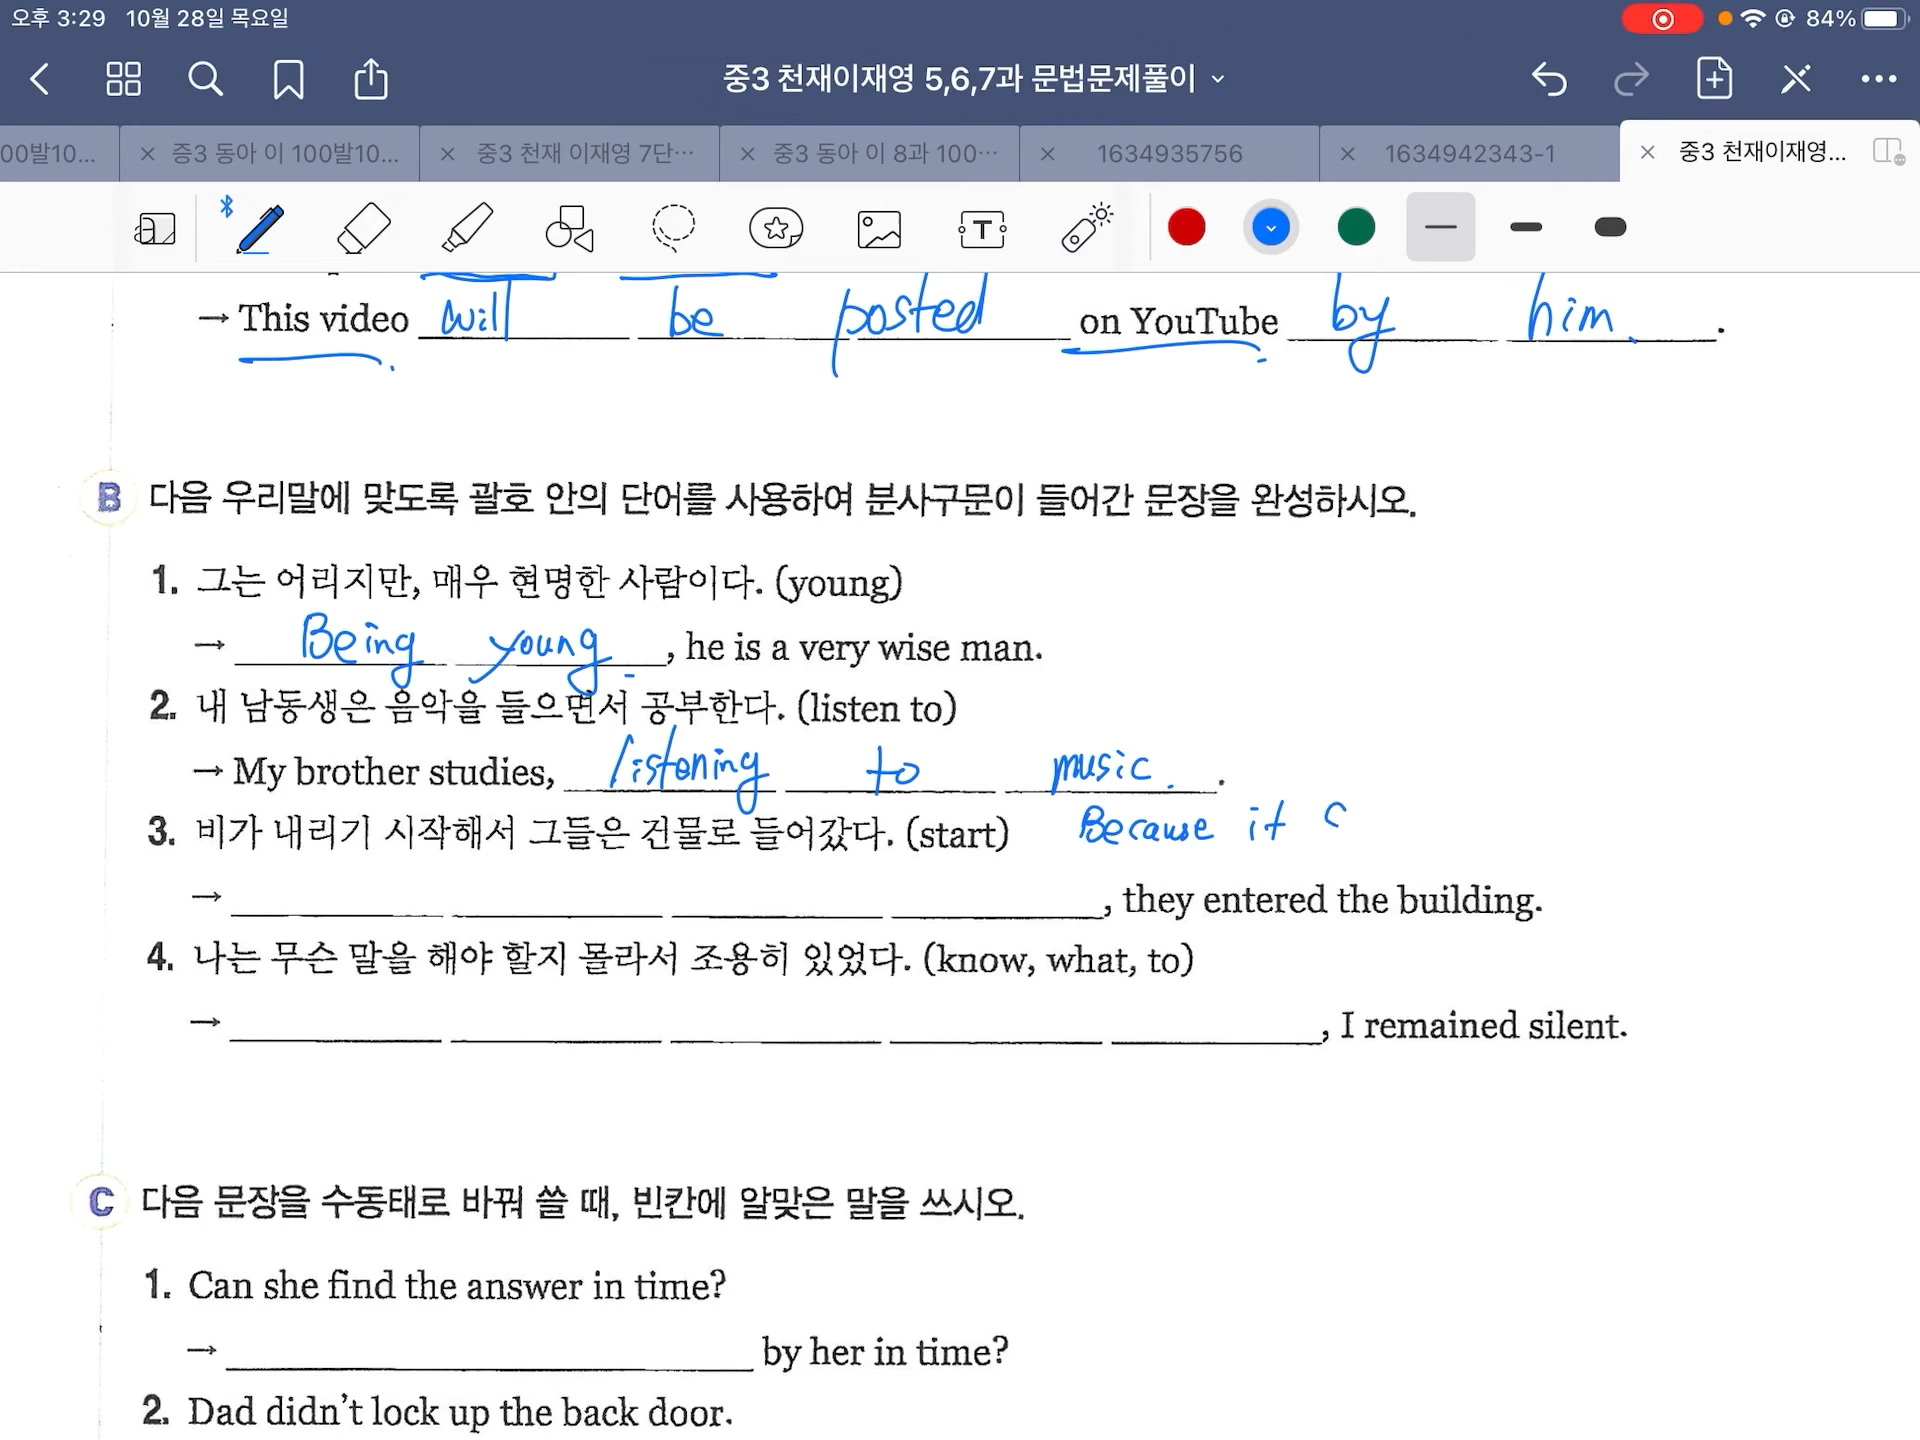 오후 3:29 10월 28일 목요일 84%
중3 천재이재영 5,6,7과 문법문제풀이
00발10... × 중3 동아 이 100발10... × 중3 천재 이재영 7단... × 중3 동아 이 8과 100... × 1634935756 × 1634942343-1 × 중3 천재이재영...
→ This video will be posted on YouTube by him.
B 다음 우리말에 맞도록 괄호 안의 단어를 사용하여 분사구문이 들어간 문장을 완성하시오.
1. 그는 어리지만, 매우 현명한 사람이다. (young)
→ Being young, he is a very wise man.
2. 내 남동생은 음악을 들으면서 공부한다. (listen to)
→ My brother studies, listening to music.
3. 비가 내리기 시작해서 그들은 건물로 들어갔다. (start) Because it
→ , they entered the building.
4. 나는 무슨 말을 해야 할지 몰라서 조용히 있었다. (know, what, to)
→ , I remained silent.
C 다음 문장을 수동태로 바꿔 쓸 때, 빈칸에 알맞은 말을 쓰시오.
1. Can she find the answer in time?
→ by her in time?
2. Dad didn't lock up the back door.